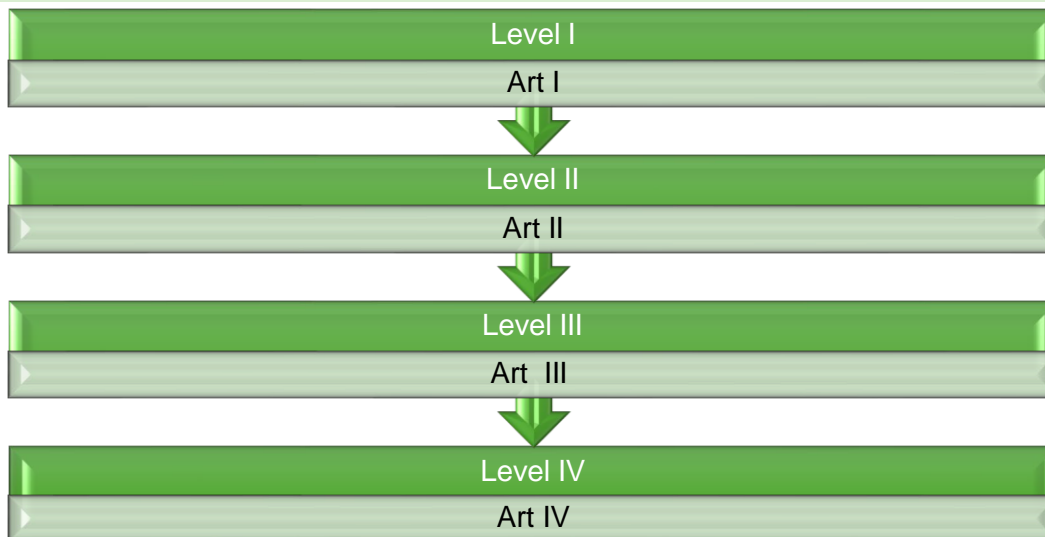 Level I
Art I
Level II
Art II
Level III
Art  III
Level IV
Art IV